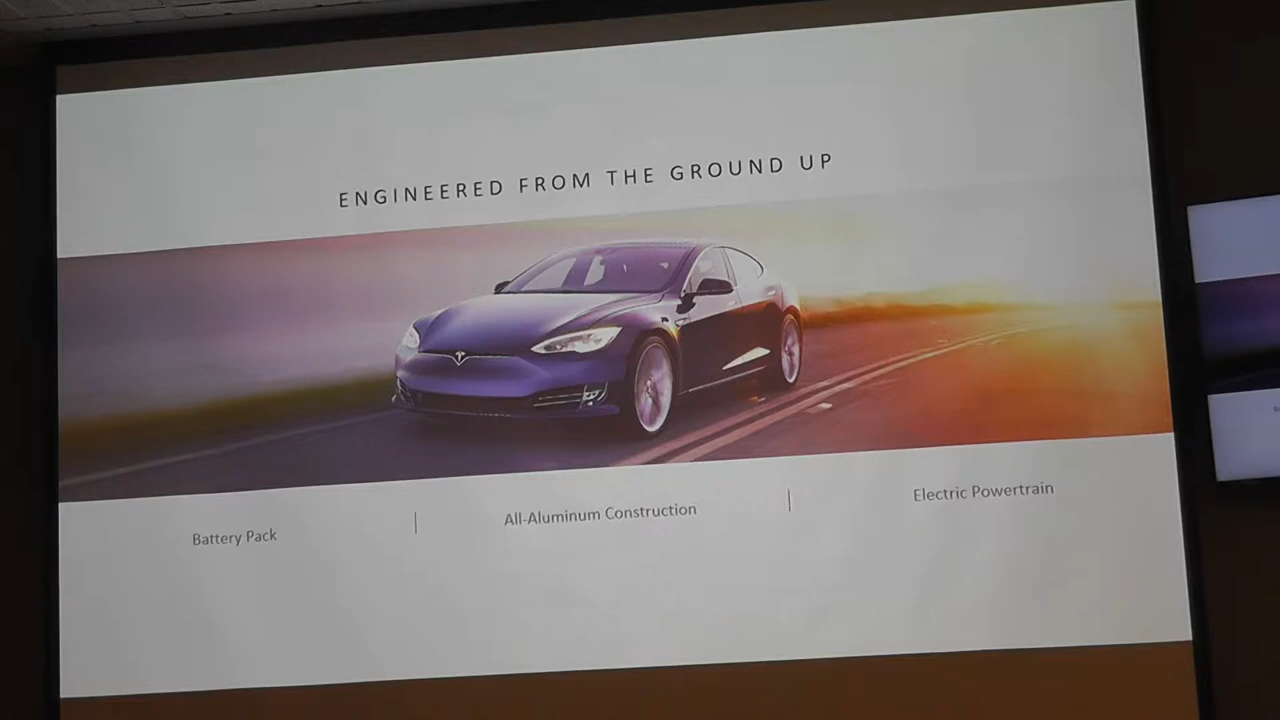 ENGINEERED FROM THE GROUND UP
Battery Pack | All-Aluminum Construction | Electric Powertrain